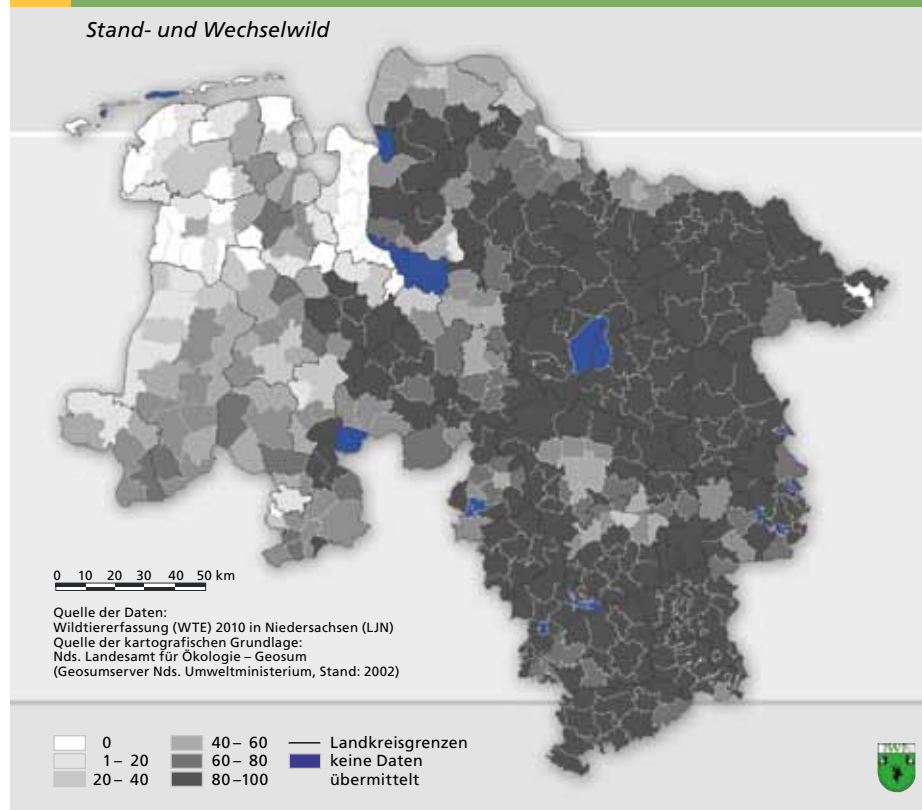 Stand- und Wechselwild
0 10 20 30 40 50 km
Quelle der Daten:
Wildtiererfassung (WTE) 2010 in Niedersachsen (LJN)
Quelle der kartografischen Grundlage:
Nds. Landesamt für Ökologie – Geosum
(Geosumserver Nds. Umweltministerium, Stand: 2002)
0
1 – 20
20 – 40
40 – 60
60 – 80
80 –100
Landkreisgrenzen
keine Daten
übermittelt